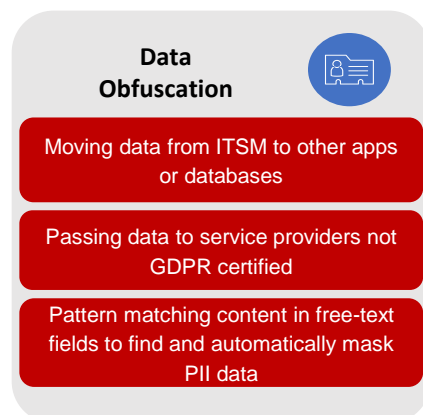 Data
Obfuscation
Moving data from ITSM to other apps
or databases
Passing data to service providers not
GDPR certified
Pattern matching content in free-text
fields to find and automatically mask
PII data